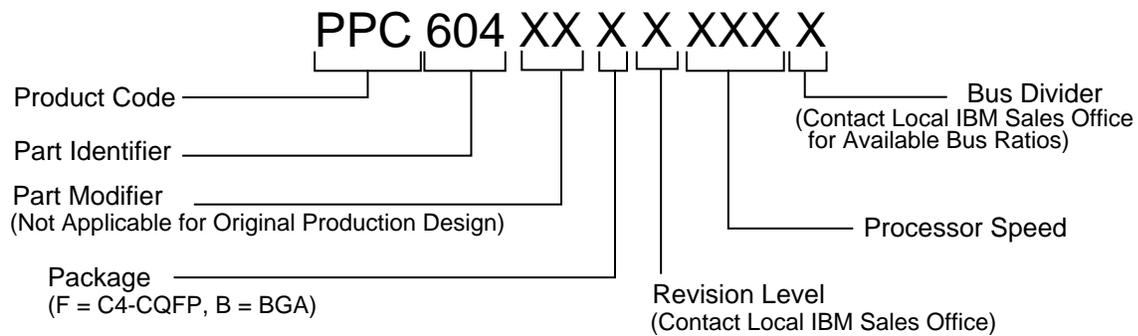 PPC 604 XX X X XXX X
Product Code
Bus Divider
(Contact Local IBM Sales Office
for Available Bus Ratios)
Part Identifier
Part Modifier
(Not Applicable for Original Production Design)
Processor Speed
Package
(F = C4-CQFP, B = BGA)
Revision Level
(Contact Local IBM Sales Office)